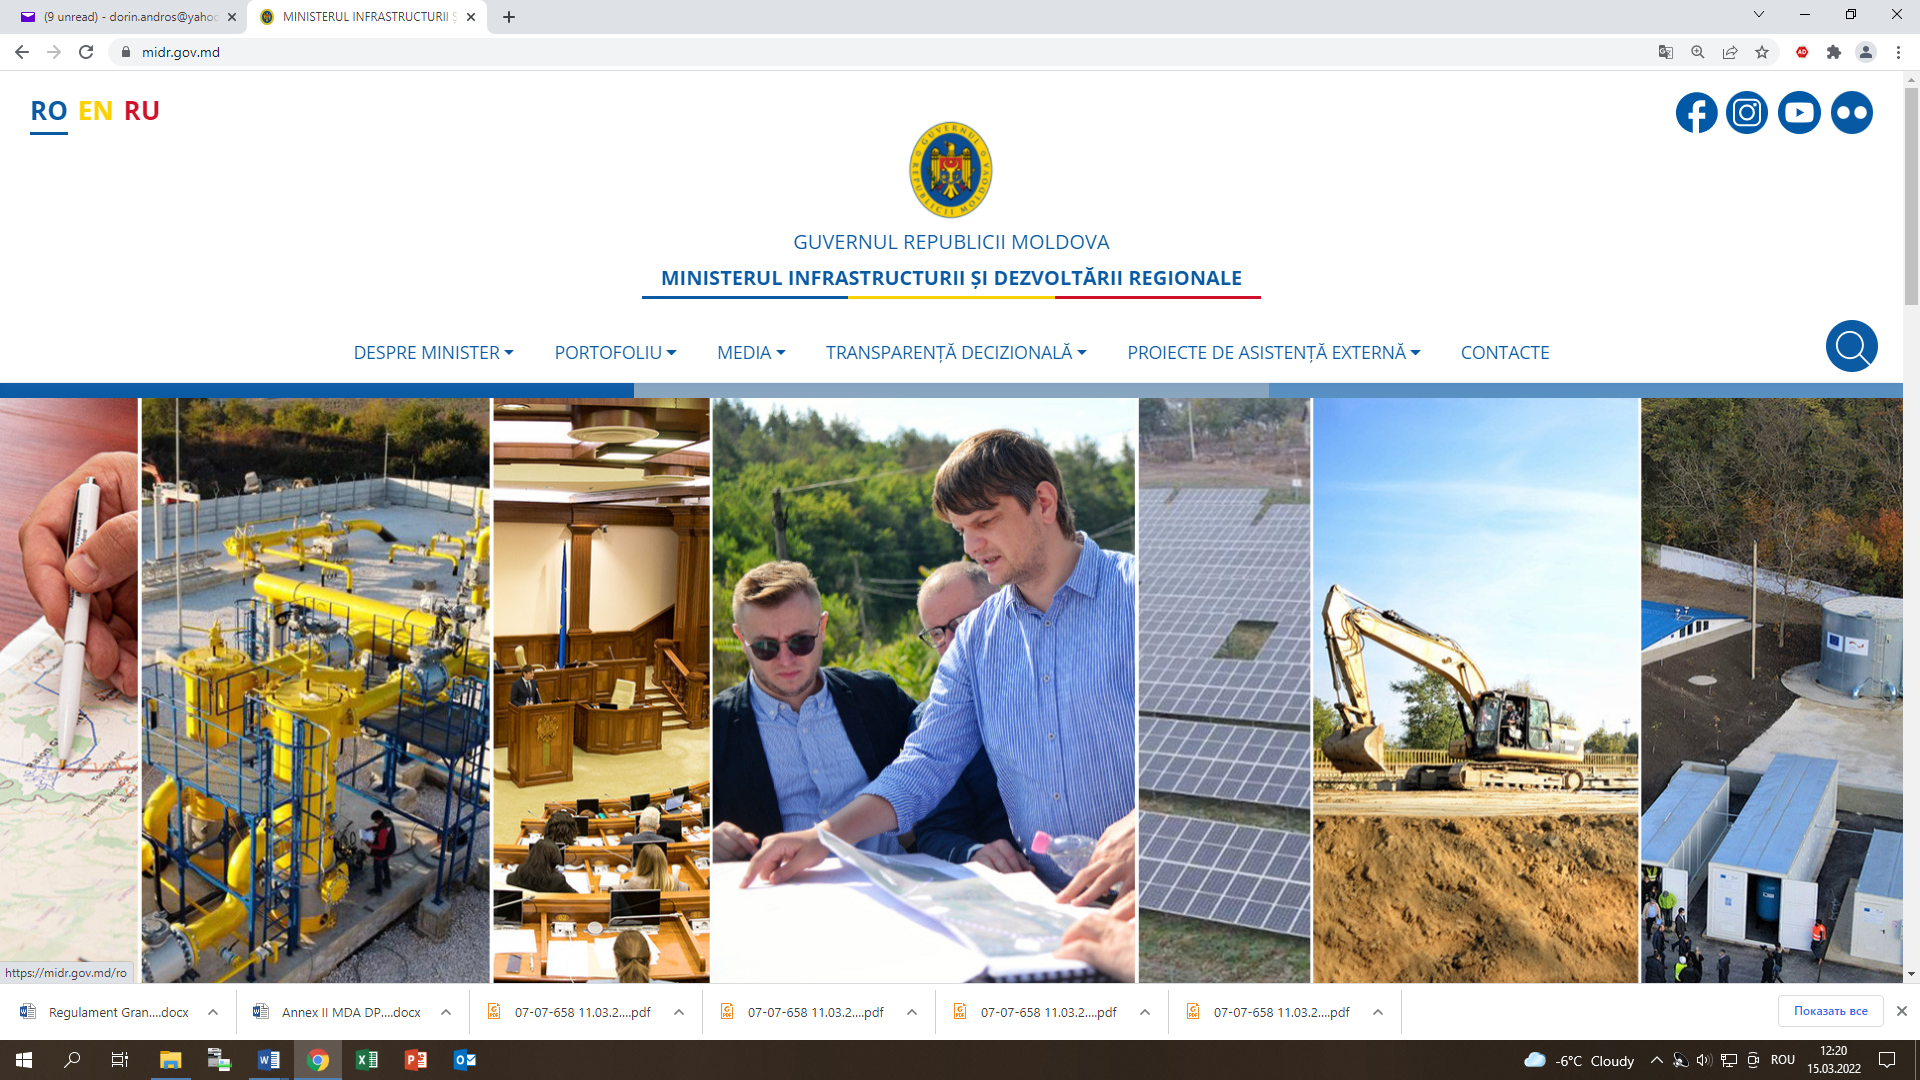 (9 unread) - dorin.andros@yahoo
MINISTERUL INFRASTRUCTURII Ș
midr.gov.md
RO EN RU
GUVERNUL REPUBLICII MOLDOVA
GUVERNUL REPUBLICII MOLDOVA
MINISTERUL INFRASTRUCTURII ȘI DEZVOLTĂRII REGIONALE
DESPRE MINISTER PORTOFOLIU MEDIA TRANSPARENȚĂ DECIZIONALĂ PROIECTE DE ASISTENȚĂ EXTERNĂ CONTACTE
https://midr.gov.md/ro
Regulament Gran....docx
Annex II MDA DP....docx
07-07-658 11.03.2....pdf
07-07-658 11.03.2....pdf
07-07-658 11.03.2....pdf
07-07-658 11.03.2....pdf
Показать все
-6°C Cloudy
ROU
12:20
15.03.2022